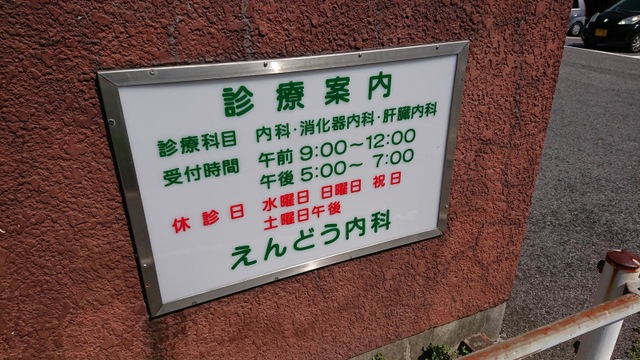 診療案内
診療科目 内科・消化器内科・肝臓内科
受付時間 午前 9:00～12:00
午後 5:00～ 7:00
休診日 水曜日 日曜日 祝日
土曜日午後
えんどう内科